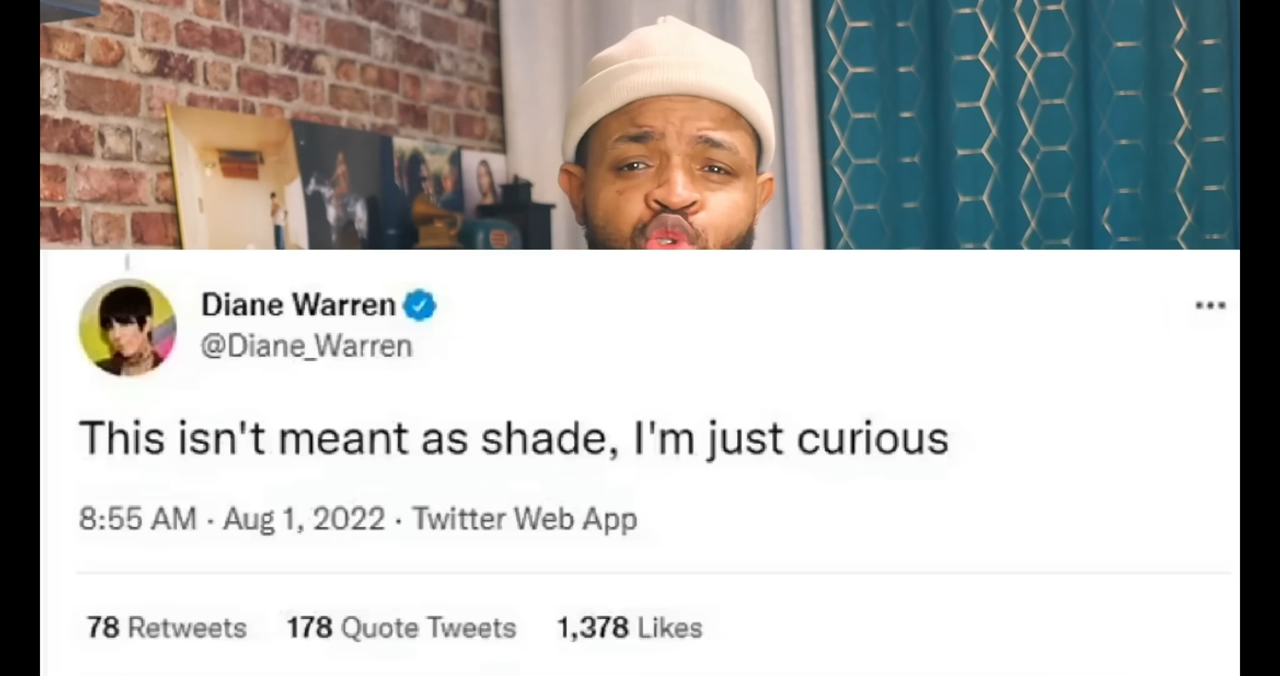 Diane Warren
@Diane_Warren
This isn't meant as shade, I'm just curious
8:55 AM · Aug 1, 2022 · Twitter Web App
78 Retweets 178 Quote Tweets 1,378 Likes